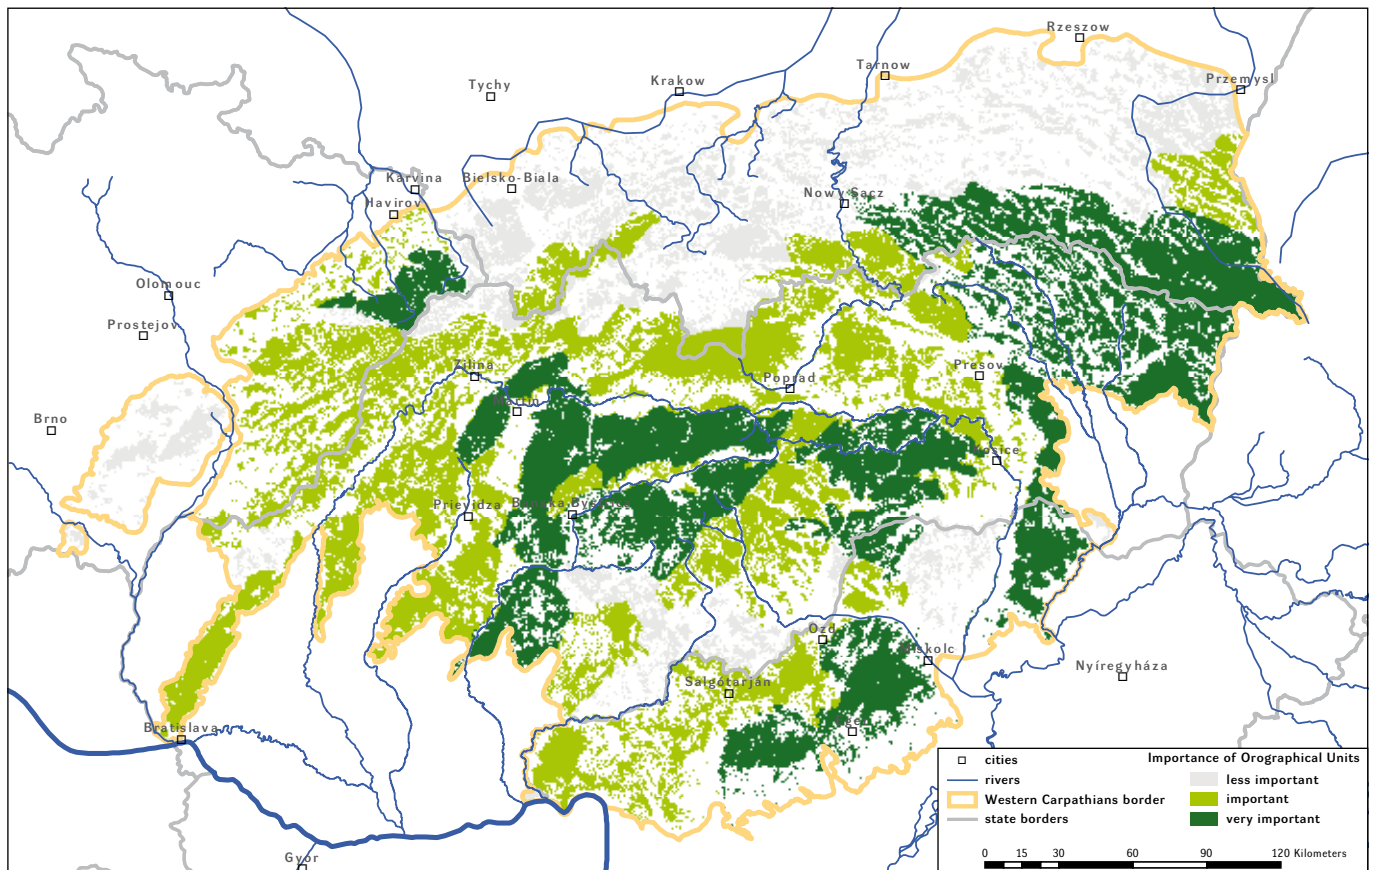 Rzeszow
Tarnow
Krakow
Tychy
Przemysl
Karvina
Bielsko-Biala
Havirov
Nowy Sacz
Olomouc
Prostejov
Zilina
Poprad
Presov
Martin
Brno
Kosice
Prievidza
Banska Bystrica
Ozd
Miskolc
Nyíregyháza
Salgótarján
Eger
Bratislava
Györ
cities
rivers
Western Carpathians border
state borders
Importance of Orographical Units
less important
important
very important
0 15 30 60 90 120 Kilometers